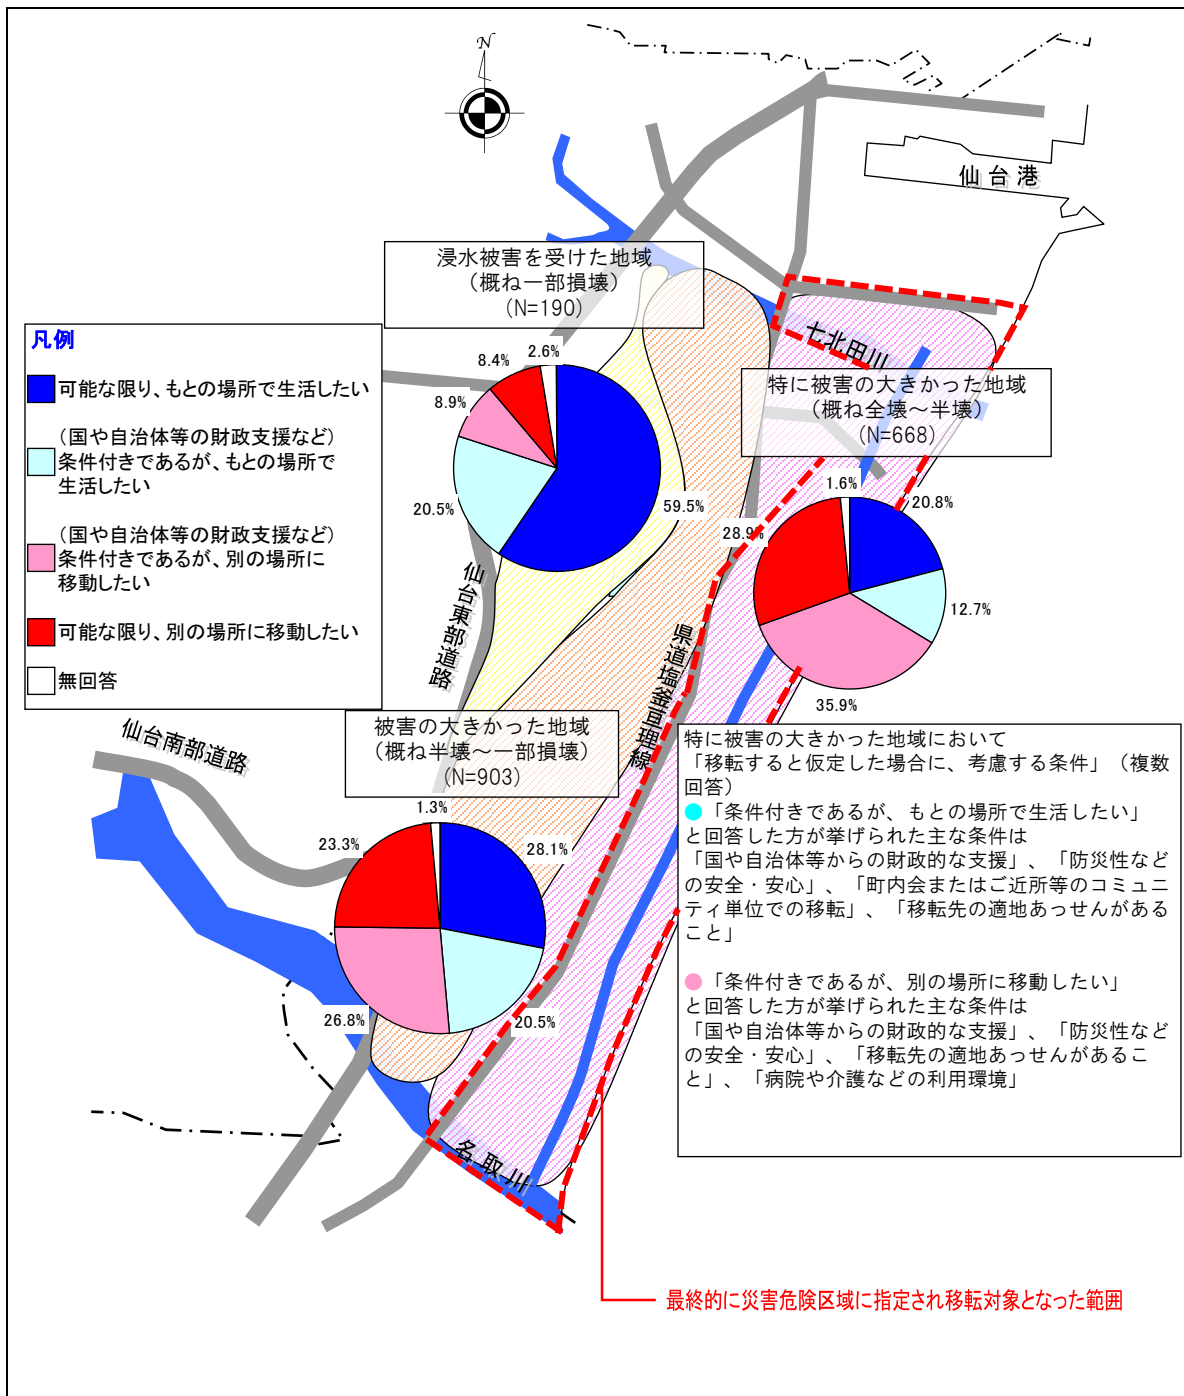 N
仙台港
浸水被害を受けた地域
（概ね一部損壊）
(N=190)
凡例
可能な限り、もとの場所で生活したい
（国や自治体等の財政支援など）
条件付きであるが、もとの場所で
生活したい
（国や自治体等の財政支援など）
条件付きであるが、別の場所に
移動したい
可能な限り、別の場所に移動したい
無回答
2.6%
8.4%
8.9%
20.5%
59.5%
七北田川
特に被害の大きかった地域
（概ね全壊～半壊）
(N=668)
1.6%
20.8%
28.9%
12.7%
35.9%
仙台東部道路
県道塩釜亘理線
仙台南部道路
被害の大きかった地域
（概ね半壊～一部損壊）
(N=903)
1.3%
23.3%
28.1%
26.8%
20.5%
特に被害の大きかった地域において
「移転すると仮定した場合に、考慮する条件」（複数
回答）
●「条件付きであるが、もとの場所で生活したい」
と回答した方が挙げられた主な条件は
「国や自治体等からの財政的な支援」、「防災性など
の安全・安心」、「町内会またはご近所等のコミュニ
ティ単位での移転」、「移転先の適地あっせんがある
こと」
●「条件付きであるが、別の場所に移動したい」
と回答した方が挙げられた主な条件は
「国や自治体等からの財政的な支援」、「防災性など
の安全・安心」、「移転先の適地あっせんがあるこ
と」、「病院や介護などの利用環境」
名取川
最終的に災害危険区域に指定され移転対象となった範囲